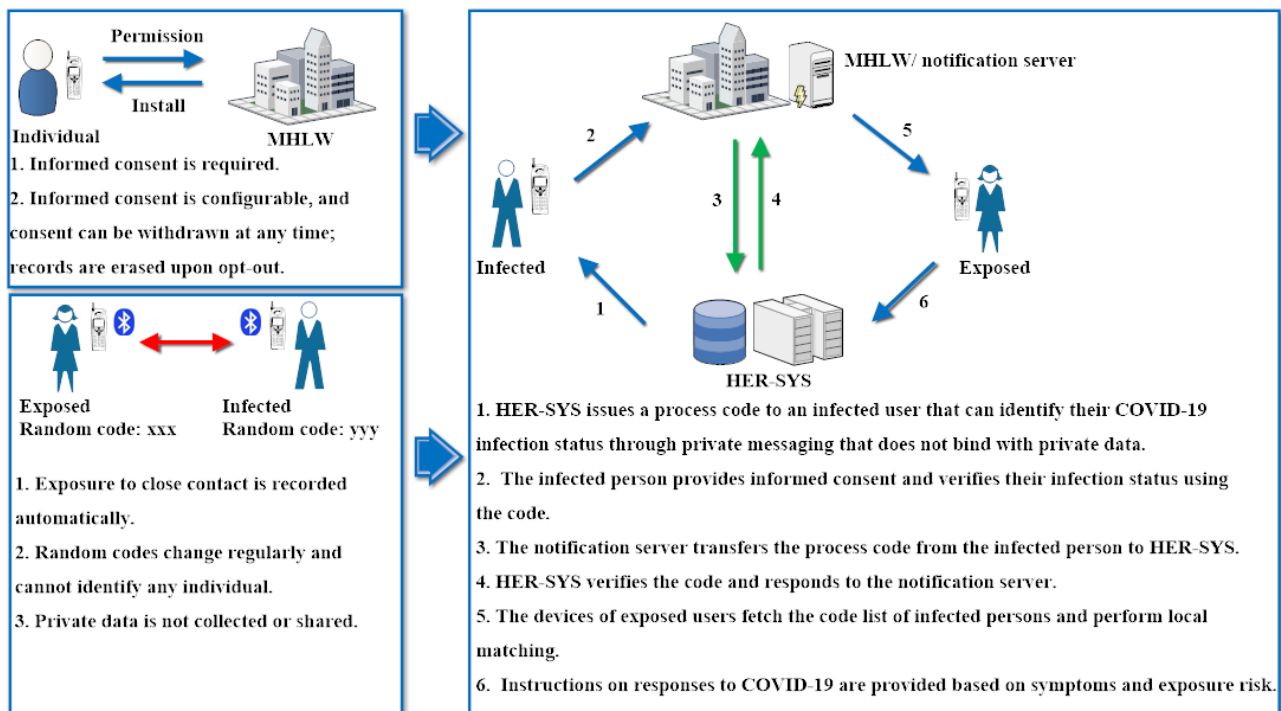 Permission
Install
Individual
MHLW
1. Informed consent is required.
2. Informed consent is configurable, and
consent can be withdrawn at any time;
records are erased upon opt-out.
Exposed
Random code: xxx
Infected
Random code: yyy
1. Exposure to close contact is recorded
automatically.
2. Random codes change regularly and
cannot identify any individual.
3. Private data is not collected or shared.
MHLW/ notification server
2
5
3
4
Infected
Exposed
1
6
HER-SYS
1. HER-SYS issues a process code to an infected user that can identify their COVID-19
infection status through private messaging that does not bind with private data.
2. The infected person provides informed consent and verifies their infection status using
the code.
3. The notification server transfers the process code from the infected person to HER-SYS.
4. HER-SYS verifies the code and responds to the notification server.
5. The devices of exposed users fetch the code list of infected persons and perform local
matching.
6. Instructions on responses to COVID-19 are provided based on symptoms and exposure risk.